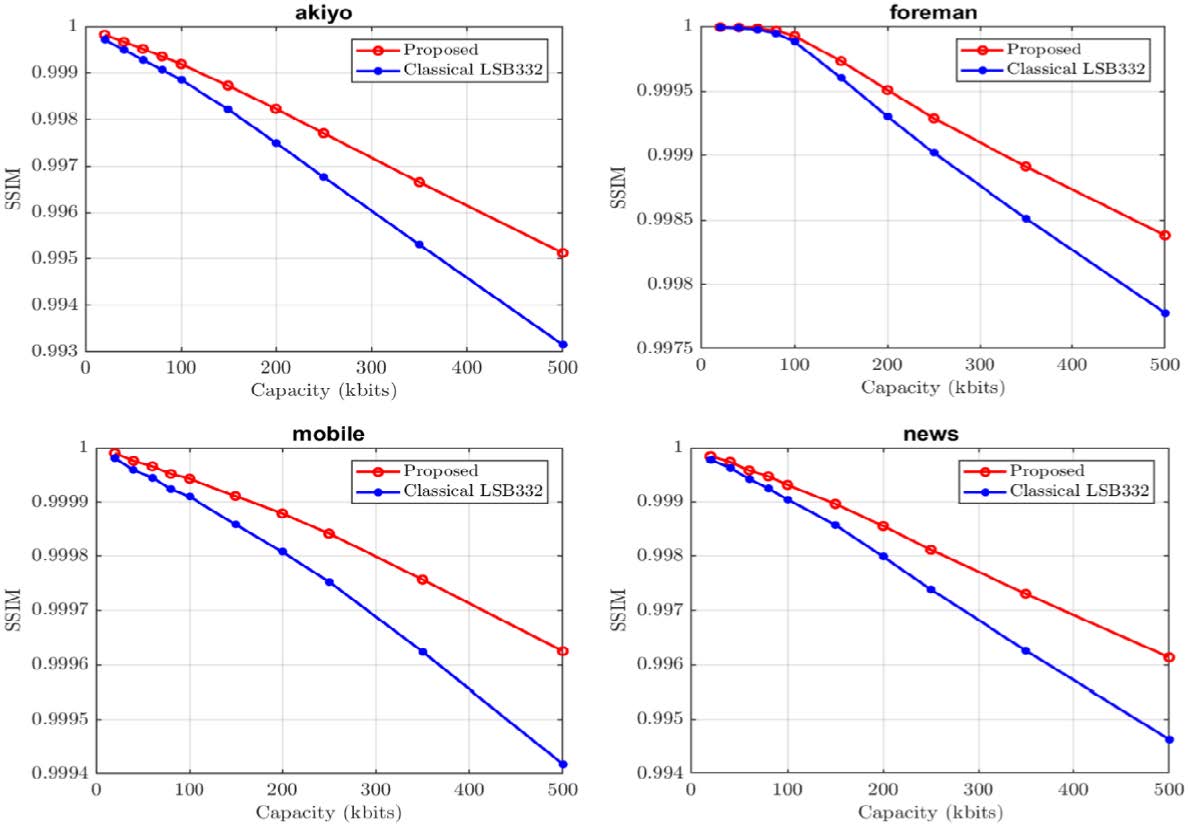 akiyo
1
0.999
0.998
0.997
0.996
0.995
0.994
0.993
SSIM
Proposed
Classical LSB332
0 100 200 300 400 500
Capacity (kbits)
foreman
1
0.9995
0.999
0.9985
0.998
0.9975
SSIM
Proposed
Classical LSB332
0 100 200 300 400 500
Capacity (kbits)
mobile
1
0.9999
0.9998
0.9997
0.9996
0.9995
0.9994
SSIM
Proposed
Classical LSB332
0 100 200 300 400 500
Capacity (kbits)
news
1
0.999
0.998
0.997
0.996
0.995
0.994
SSIM
Proposed
Classical LSB332
0 100 200 300 400 500
Capacity (kbits)